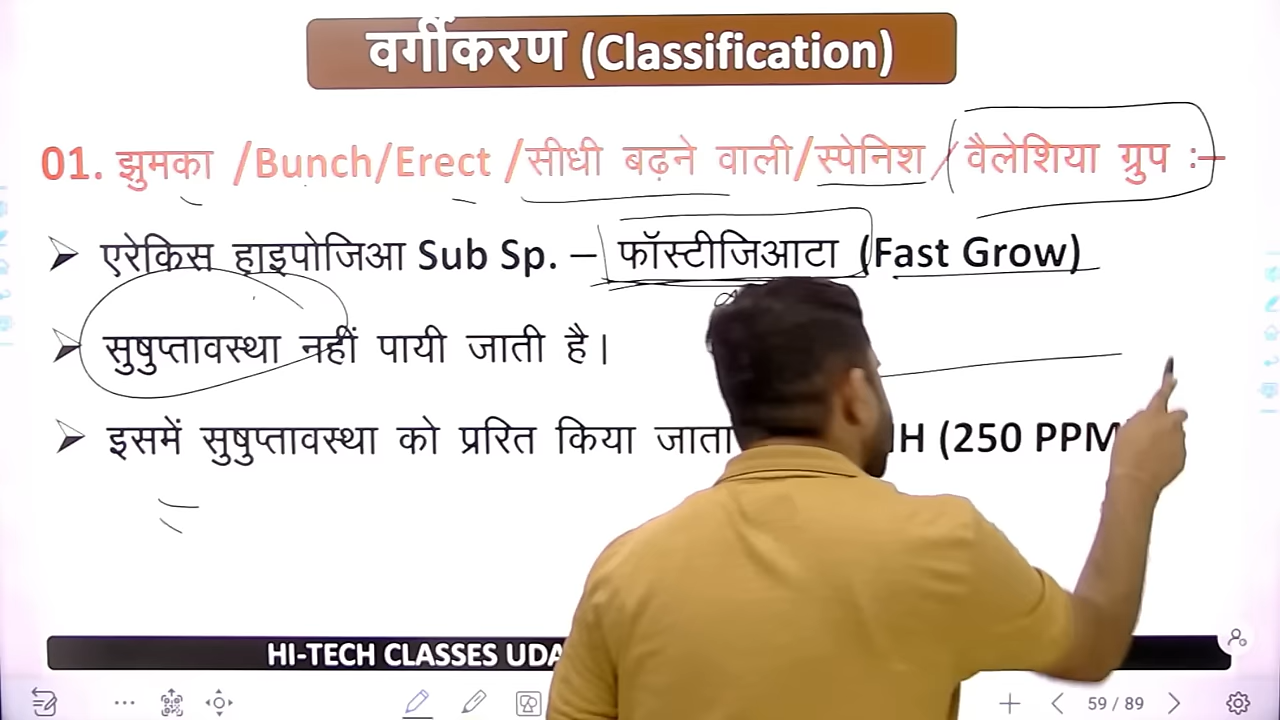 वर्गीकरण (Classification)
01. झुमका /Bunch/Erect /सीधी बढ़ने वाली/स्पेनिश/वैलेशिया ग्रुप :–
एरेकिस हाइपोजिआ Sub Sp. – फॉस्टीजिआटा (Fast Grow)
सुषुप्तावस्था नहीं पायी जाती है।
इसमें सुषुप्तावस्था को प्ररित किया जाता (250 PPM
HI-TECH CLASSES
59 / 89